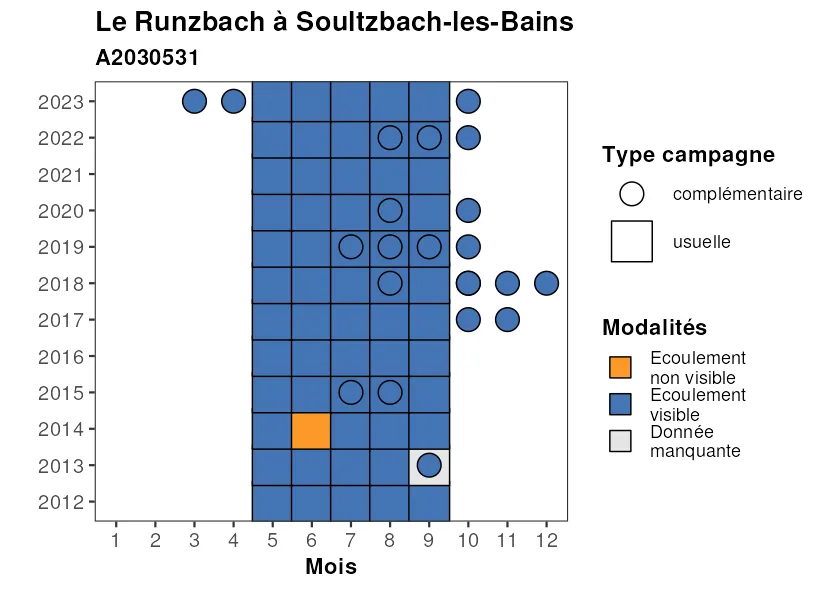 Le Runzbach à Soultzbach-les-Bains
A2030531
2023
2022
2021
2020
2019
2018
2017
2016
2015
2014
2013
2012
1 2 3 4 5 6 7 8 9 10 11 12
Mois
Type campagne
complémentaire
usuelle
Modalités
Ecoulement
non visible
Ecoulement
visible
Donnée
manquante